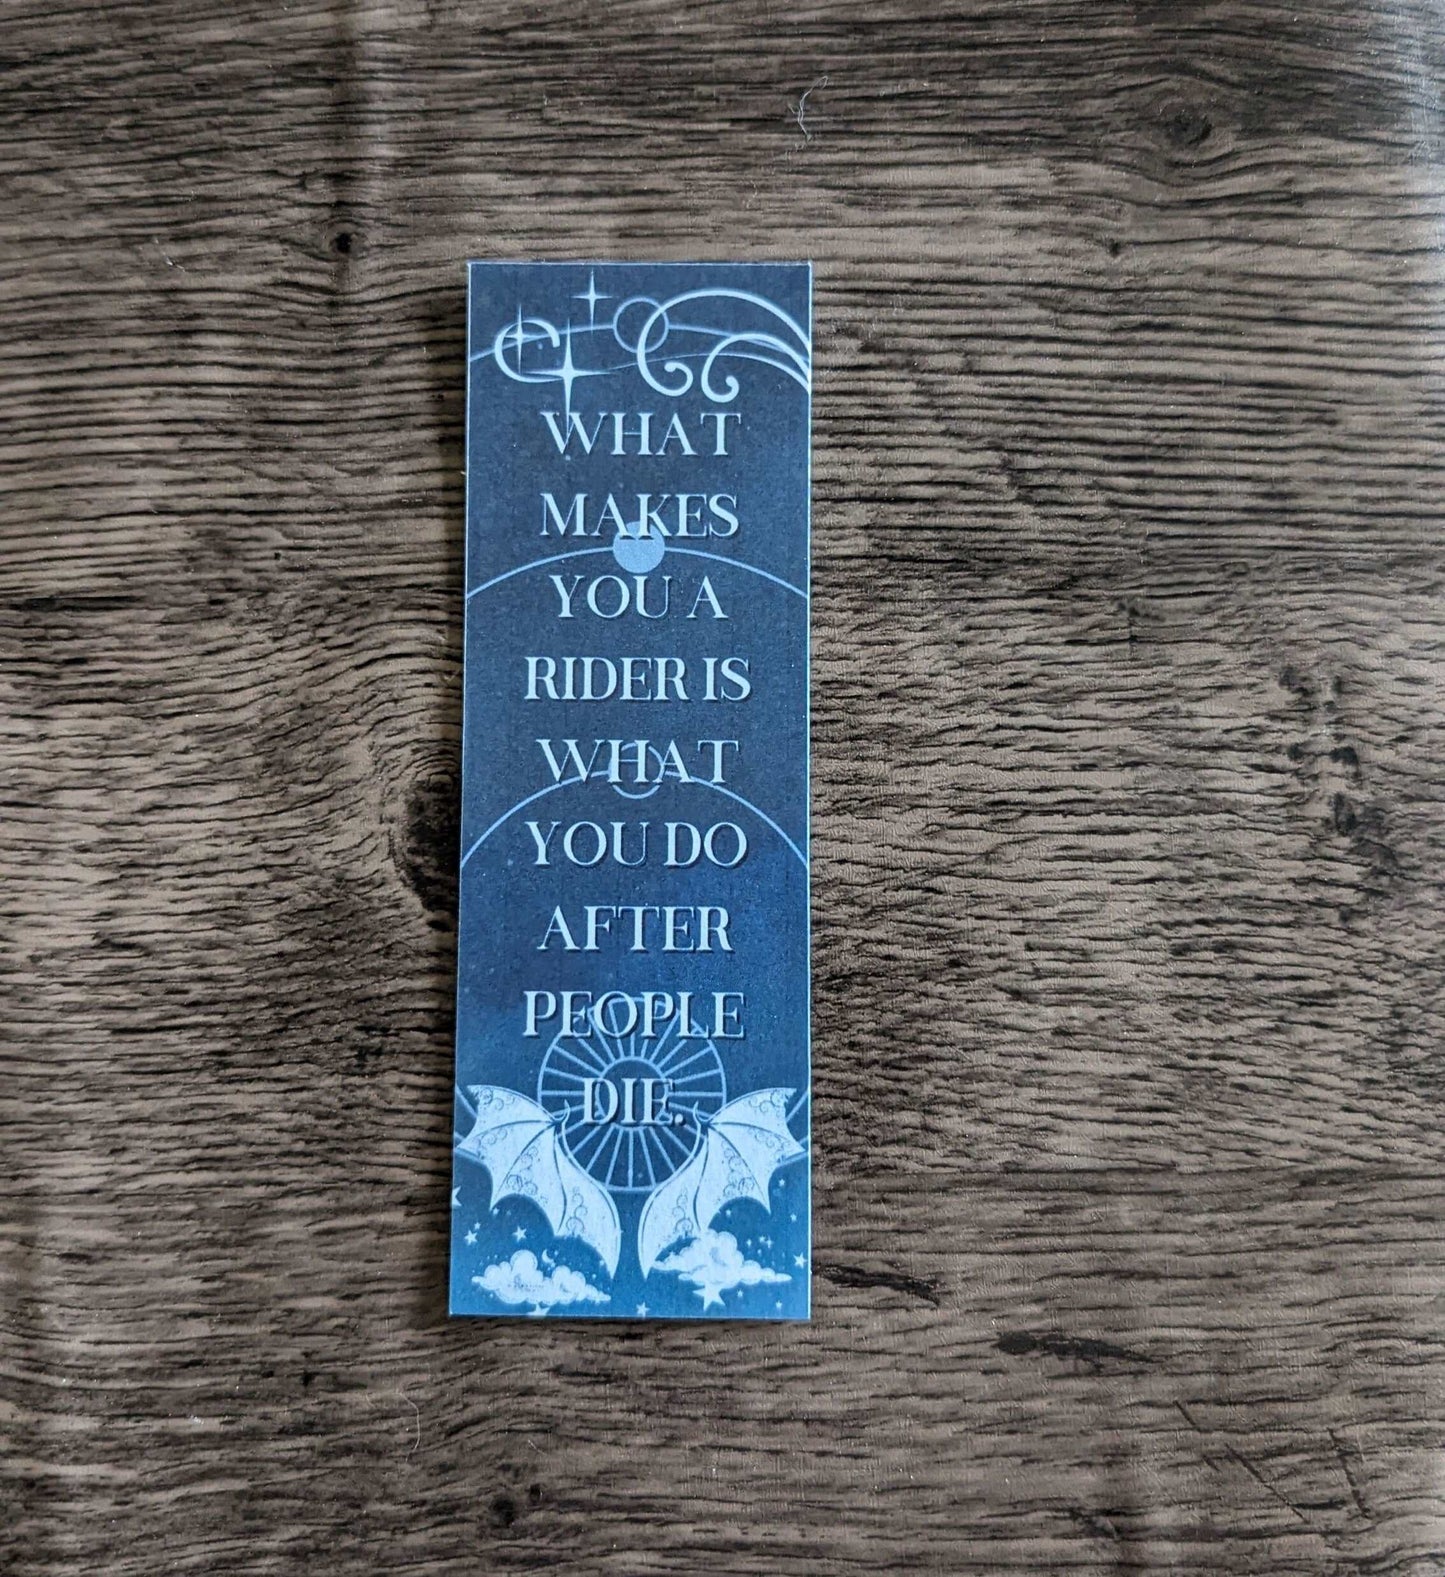 WHAT
MAKES
YOU A
RIDER IS
WHAT
YOU DO
AFTER
PEOPLE
DIE.